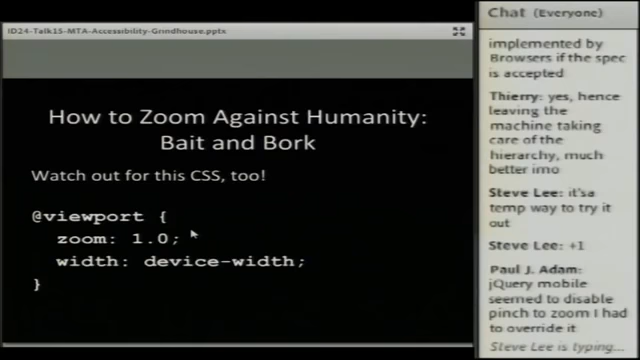 ID24-Talk15-MTA-Accessibility-Grindhouse.pptx
How to Zoom Against Humanity:
Bait and Bork
Watch out for this CSS, too!
@viewport {
zoom: 1.0;
width: device-width;
}
Chat (Everyone)
implemented by
Browsers if the spec
is accepted
Thierry: yes, hence
leaving the
machine taking
care of the
hierarchy, much
better imo
Steve Lee: it'sa
temp way to try it
out
Steve Lee: +1
Paul J. Adam:
jQuery mobile
seemed to disable
pinch to zoom I had
to override it
Steve Lee is typing...